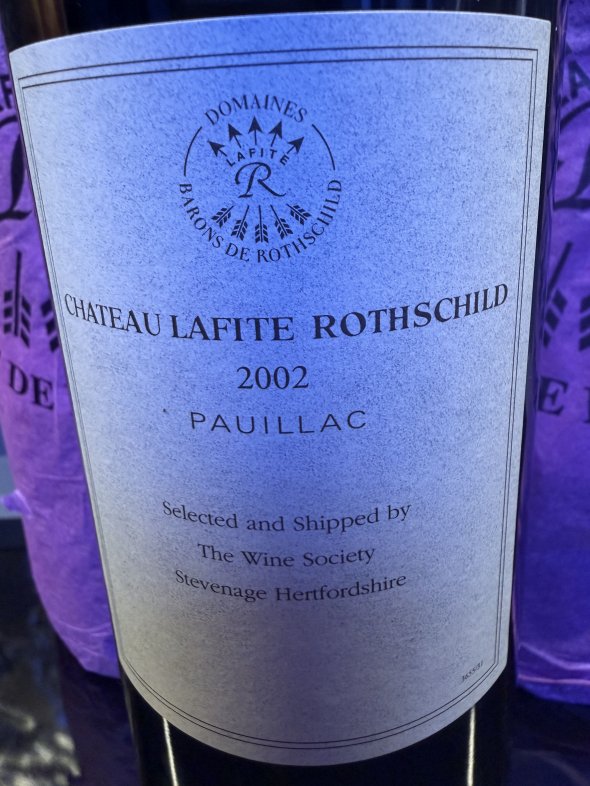 DOMAINES
LAFITE
R
BARONS DE ROTHSCHILD
CHATEAU LAFITE ROTHSCHILD
2002
PAUILLAC
Selected and Shipped by
The Wine Society
Stevenage Hertfordshire
DE
E